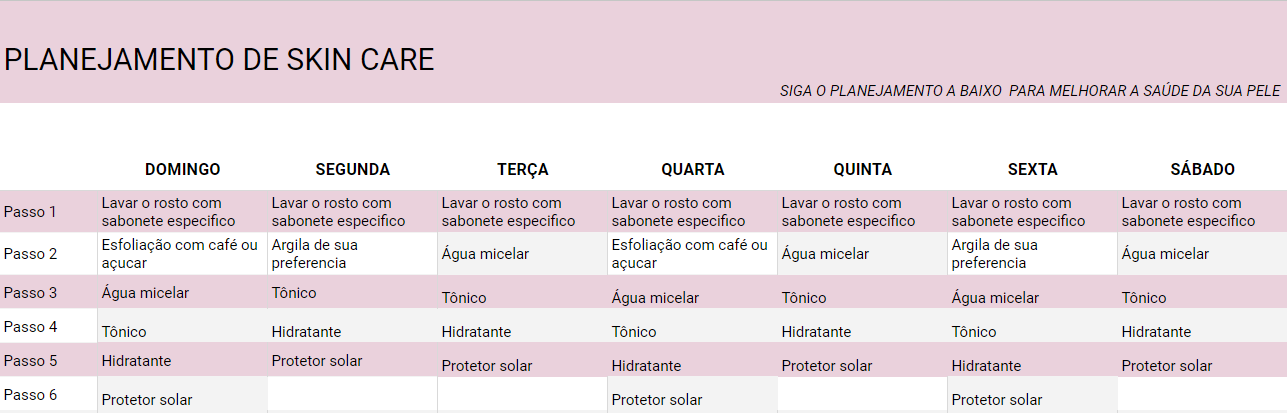 PLANEJAMENTO DE SKIN CARE
SIGA O PLANEJAMENTO A BAIXO PARA MELHORAR A SAÚDE DA SUA PELE
DOMINGO SEGUNDA TERÇA QUARTA QUINTA SEXTA SÁBADO
Passo 1 Lavar o rosto com sabonete especifico Lavar o rosto com sabonete especifico Lavar o rosto com sabonete especifico Lavar o rosto com sabonete especifico Lavar o rosto com sabonete especifico Lavar o rosto com sabonete especifico Lavar o rosto com sabonete especifico
Passo 2 Esfoliação com café ou açucar Argila de sua preferencia Água micelar Esfoliação com café ou açucar Água micelar Argila de sua preferencia Água micelar
Passo 3 Água micelar Tônico Tônico Água micelar Tônico Água micelar Tônico
Passo 4 Tônico Hidratante Hidratante Tônico Hidratante Tônico Hidratante
Passo 5 Hidratante Protetor solar Protetor solar Hidratante Protetor solar Hidratante Protetor solar
Passo 6 Protetor solar Protetor solar Protetor solar